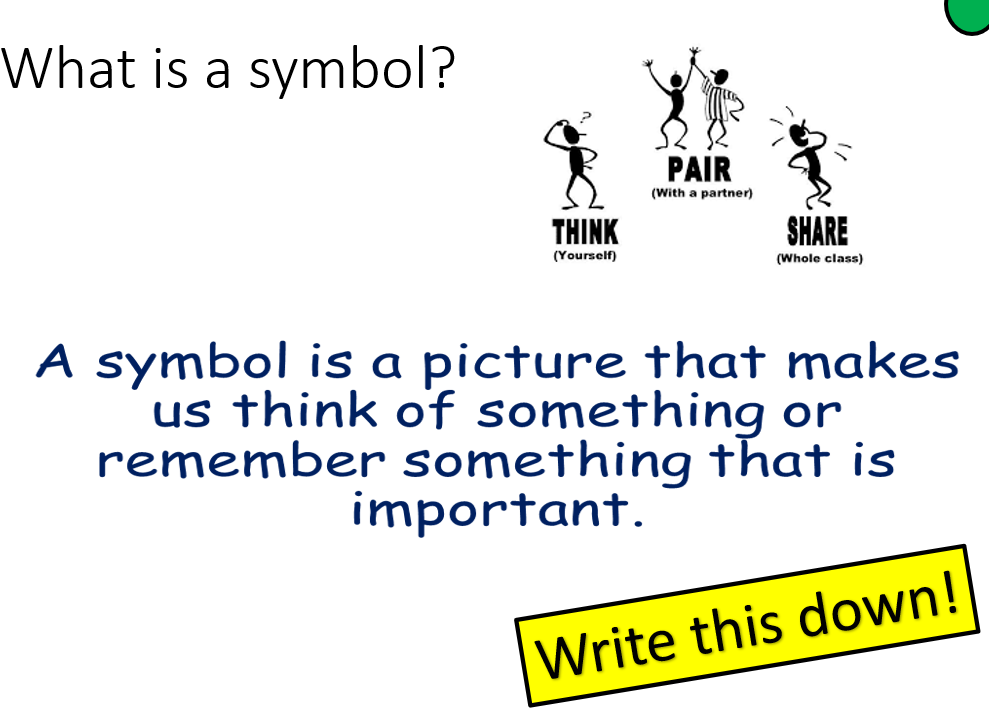 What is a symbol?
?
PAIR
(With a partner)
THINK
(Yourself)
SHARE
(Whole class)
A symbol is a picture that makes
us think of something or
remember something that is
important.
Write this down!